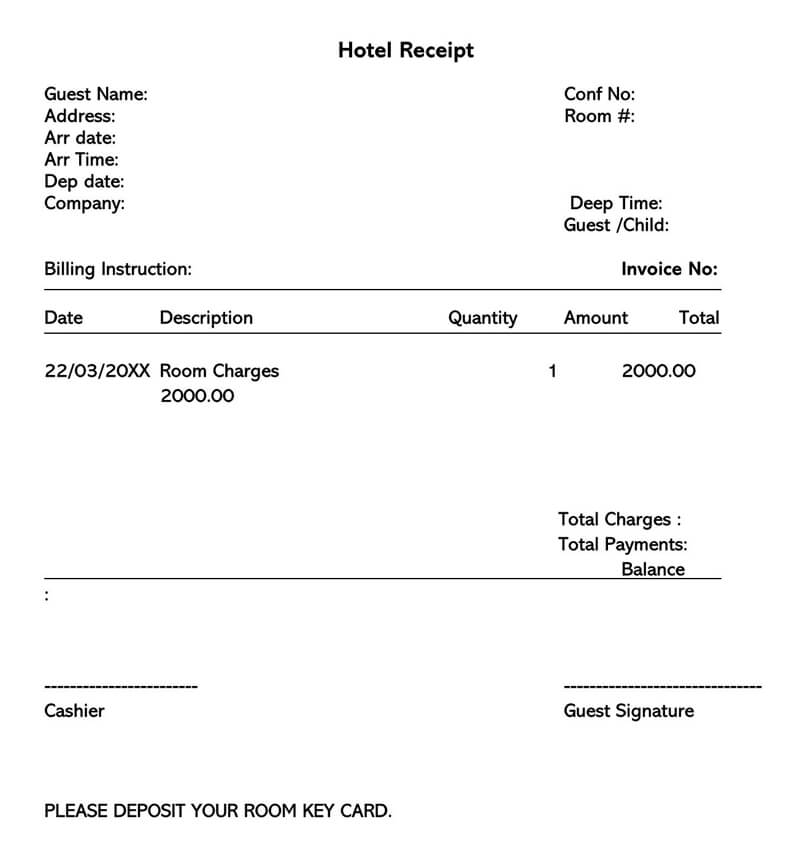 Hotel Receipt
Guest Name: Conf No:
Address: Room #:
Arr date:
Arr Time:
Dep date:
Company: Deep Time:
Guest /Child:
Billing Instruction: Invoice No:
Date Description Quantity Amount Total
22/03/20XX Room Charges 1 2000.00
2000.00
Total Charges :
Total Payments:
Balance
:
------------------------ -------------------------------
Cashier Guest Signature
PLEASE DEPOSIT YOUR ROOM KEY CARD.